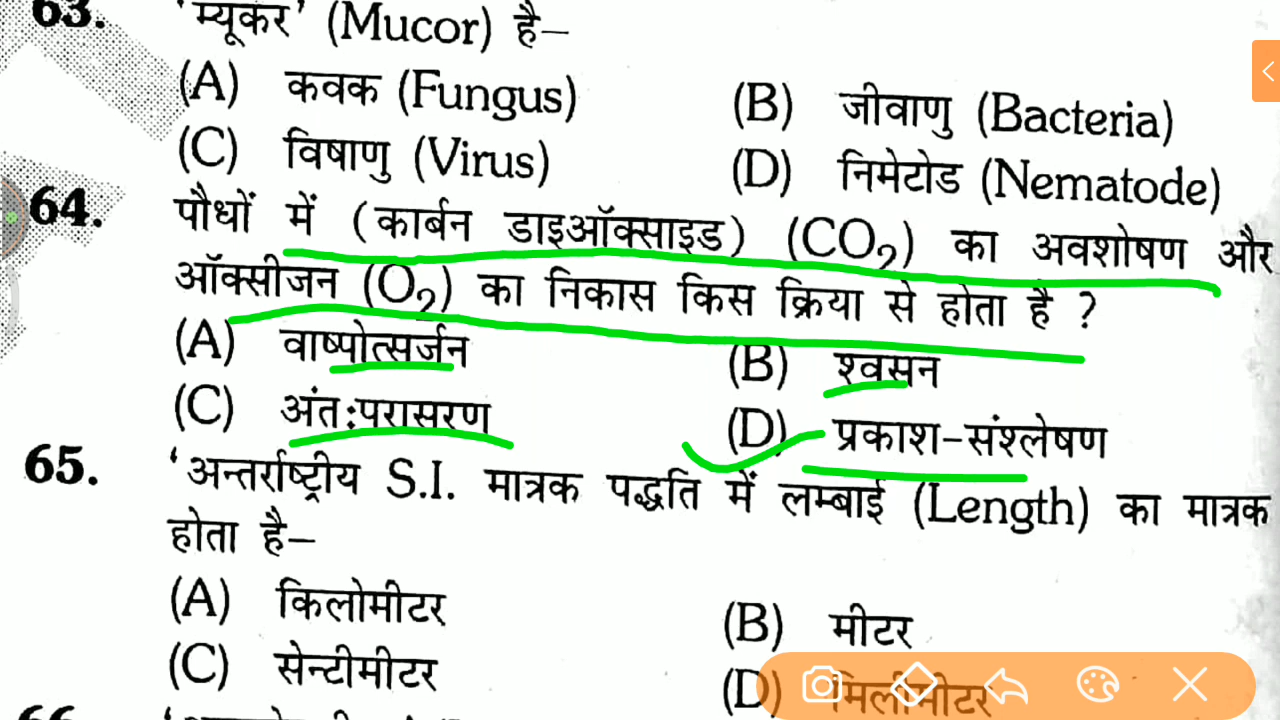 63. 'म्यूकर' (Mucor) है–
(A) कवक (Fungus) (B) जीवाणु (Bacteria)
(C) विषाणु (Virus) (D) निमेटोड (Nematode)
64. पौधों में (कार्बन डाइऑक्साइड) (CO₂) का अवशोषण और
ऑक्सीजन (O₂) का निकास किस क्रिया से होता है ?
(A) वाष्पोत्सर्जन (B) श्वसन
(C) अंतःपरासरण (D) प्रकाश-संश्लेषण
65. 'अन्तर्राष्ट्रीय S.I. मात्रक पद्धति में लम्बाई (Length) का मात्रक
होता है–
(A) किलोमीटर (B) मीटर
(C) सेन्टीमीटर (D) मिलीमीटर
66.